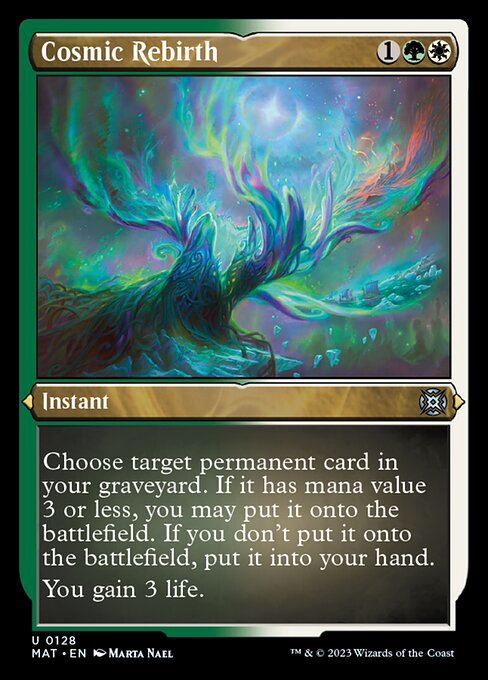 Cosmic Rebirth 1
Instant
Choose target permanent card in
your graveyard. If it has mana value
3 or less, you may put it onto the
battlefield. If you don't put it onto
the battlefield, put it into your hand.
You gain 3 life.
U 0128
MAT • EN Marta Nael
™ & © 2023 Wizards of the Coast